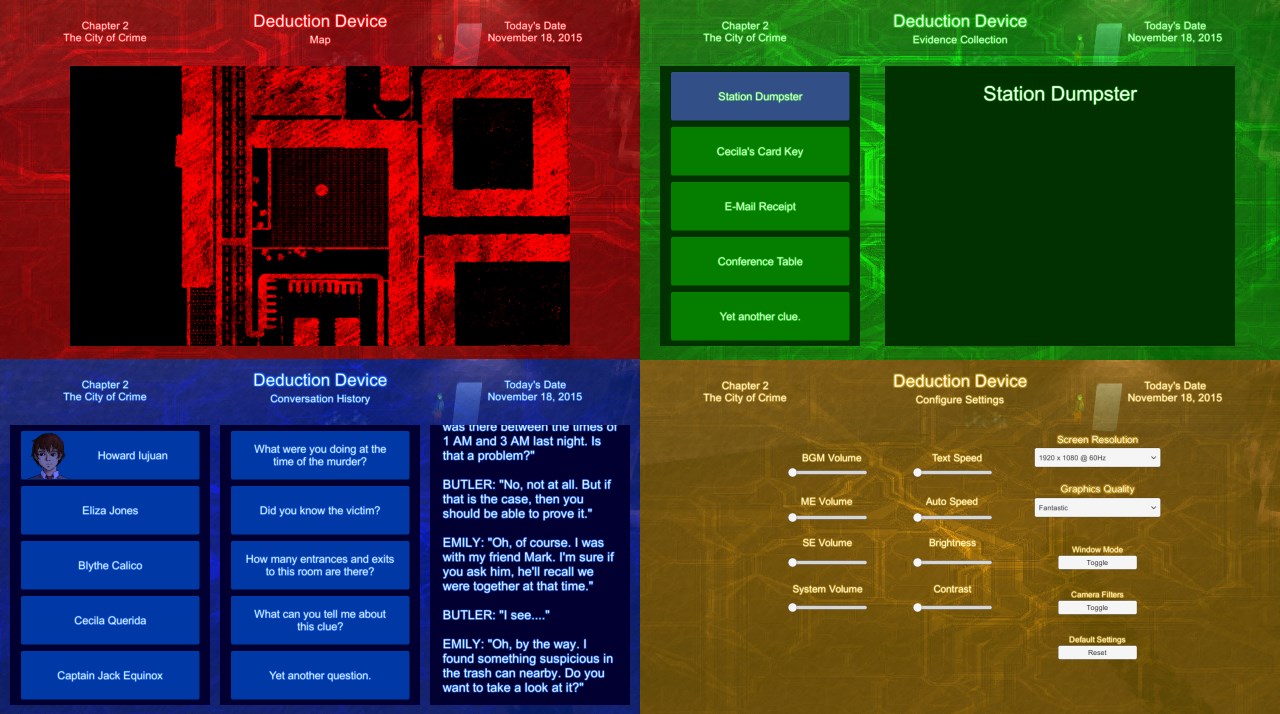 Chapter 2
The City of Crime
Deduction Device
Map
Today's Date
November 18, 2015
Chapter 2
The City of Crime
Deduction Device
Evidence Collection
Today's Date
November 18, 2015
Station Dumpster
Cecila's Card Key
E-Mail Receipt
Conference Table
Yet another clue.
Station Dumpster
Chapter 2
The City of Crime
Deduction Device
Conversation History
Today's Date
November 18, 2015
Howard Iujuan
Eliza Jones
Blythe Calico
Cecila Querida
Captain Jack Equinox
What were you doing at the
time of the murder?
Did you know the victim?
How many entrances and exits
to this room are there?
What can you tell me about
this clue?
Yet another question.
was there between the times of
1 AM and 3 AM last night. Is
that a problem?"
BUTLER: "No, not at all. But if
that is the case, then you
should be able to prove it."
EMILY: "Oh, of course. I was
with my friend Mark. I'm sure if
you ask him, he'll recall we
were together at that time."
BUTLER: "I see...."
EMILY: "Oh, by the way. I
found something suspicious in
the trash can nearby. Do you
want to take a look at it?"
Chapter 2
The City of Crime
Deduction Device
Configure Settings
Today's Date
November 18, 2015
BGM Volume
ME Volume
SE Volume
System Volume
Text Speed
Auto Speed
Brightness
Contrast
Screen Resolution
1920 x 1080 @ 60Hz
Graphics Quality
Fantastic
Window Mode
Toggle
Camera Filters
Toggle
Default Settings
Reset